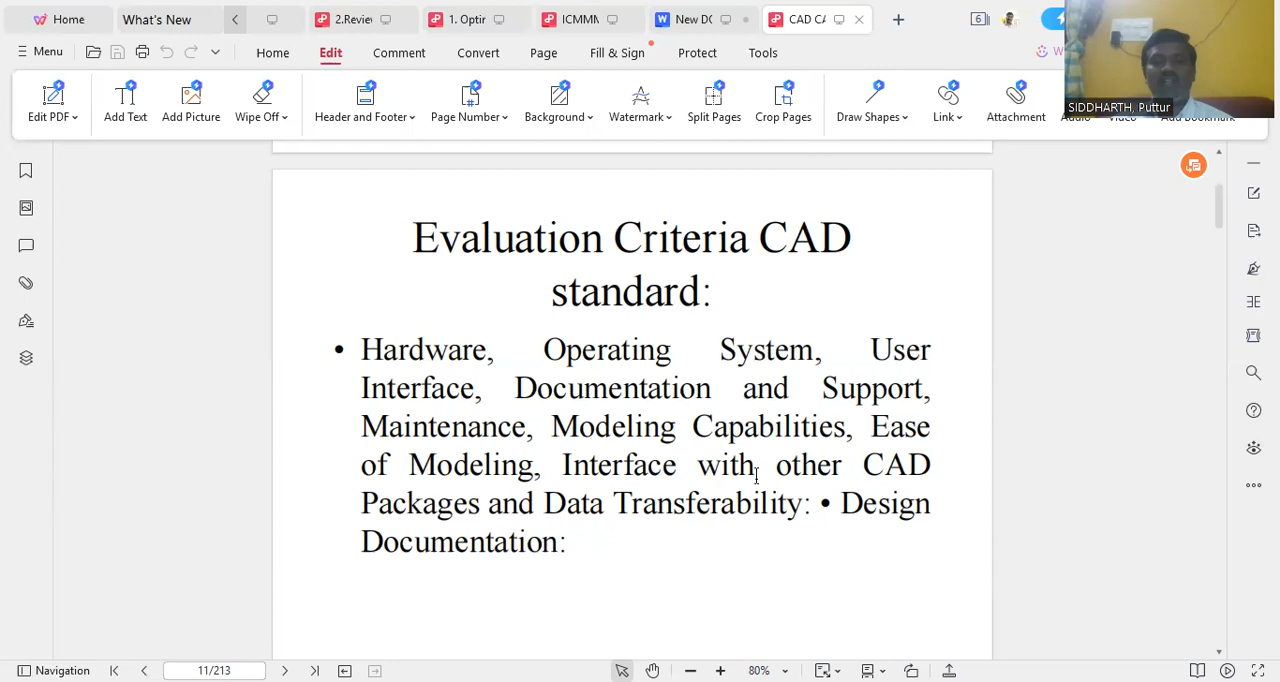 Home What's New 2.Revie 1. Optir ICMMM New DO CAD CA 6
Menu Home Edit Comment Convert Page Fill & Sign Protect Tools
Edit PDF Add Text Add Picture Wipe Off Header and Footer Page Number Background Watermark Split Pages Crop Pages Draw Shapes Link Attachment
SIDDHARTH, Puttur
Evaluation Criteria CAD
standard:
• Hardware, Operating System, User
Interface, Documentation and Support,
Maintenance, Modeling Capabilities, Ease
of Modeling, Interface with other CAD
Packages and Data Transferability: • Design
Documentation:
Navigation 11/213 80%